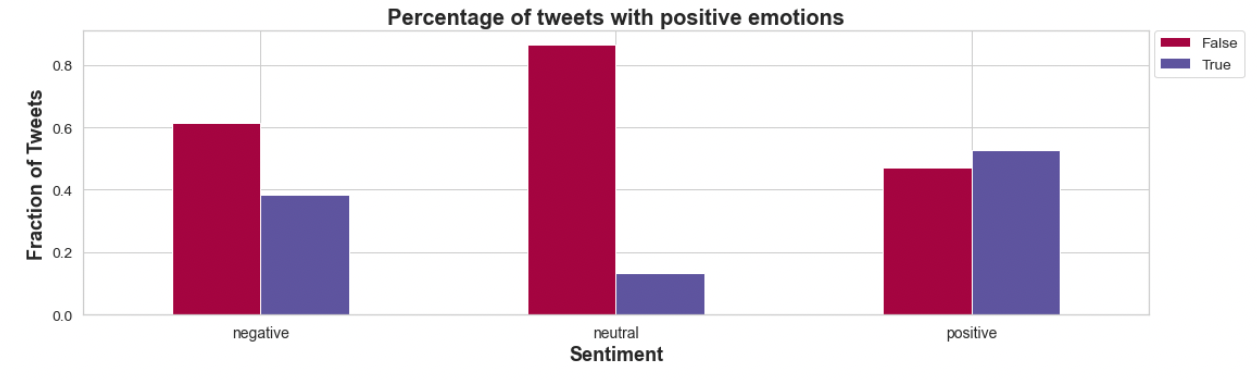 Percentage of tweets with positive emotions
False
True
Fraction of Tweets
0.8
0.6
0.4
0.2
0.0
negative
neutral
positive
Sentiment